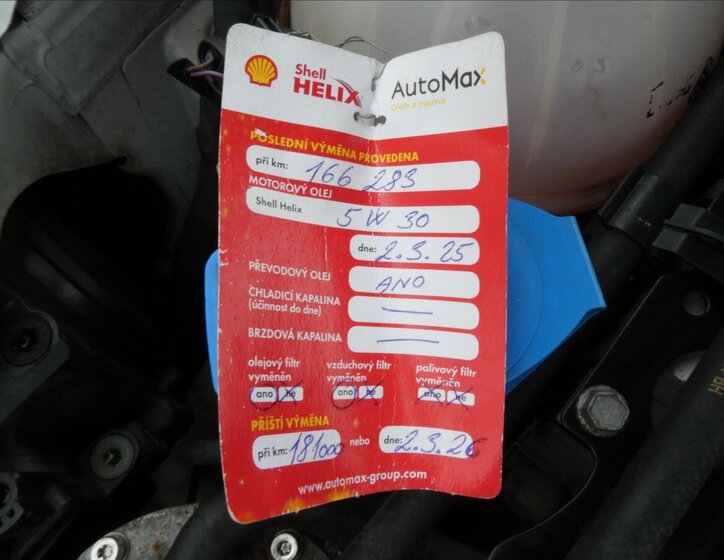 Shell
HELIX
AutoMax
Oleje a maziva
POSLEDNÍ VÝMĚNA PROVEDENA
při km: 166 283
MOTOROVÝ OLEJ
Shell Helix 5W30
dne: 2.3.25
PŘEVODOVÝ OLEJ ANO
CHLADICÍ KAPALINA
(účinnost do dne) —
BRZDOVÁ KAPALINA —
olejový filtr vzduchový filtr palivový filtr
vyměněn vyměněn vyměněn
ano ne ano ne ano ne
PŘÍŠTÍ VÝMĚNA
při km: 181000 nebo dne: 2.3.26
www.automax-group.com